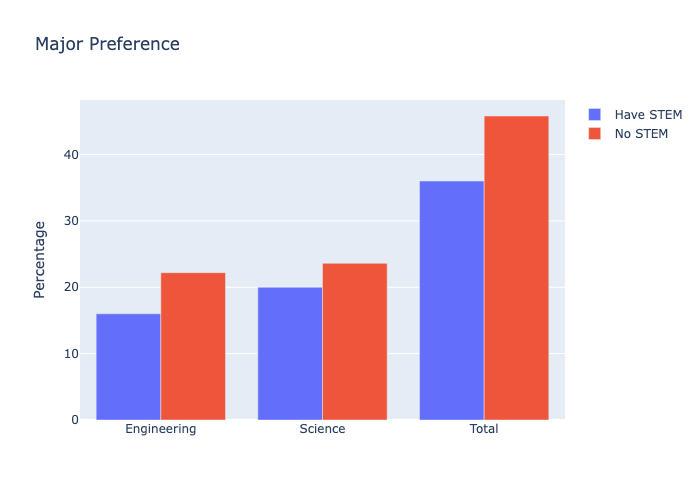 Major Preference
Have STEM
No STEM
Percentage
40
30
20
10
0
Engineering
Science
Total